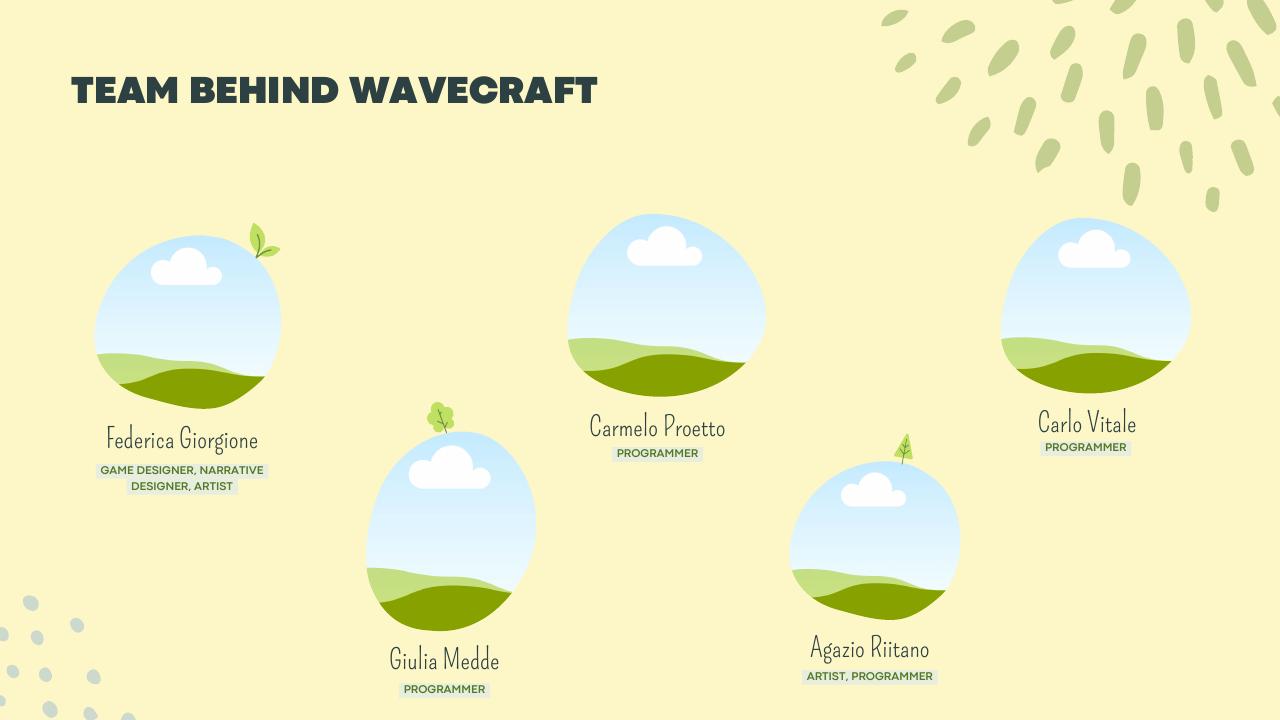 TEAM BEHIND WAVECRAFT
Federica Giorgione
GAME DESIGNER, NARRATIVE
DESIGNER, ARTIST
Giulia Medde
PROGRAMMER
Carmelo Proetto
PROGRAMMER
Agazio Riitano
ARTIST, PROGRAMMER
Carlo Vitale
PROGRAMMER